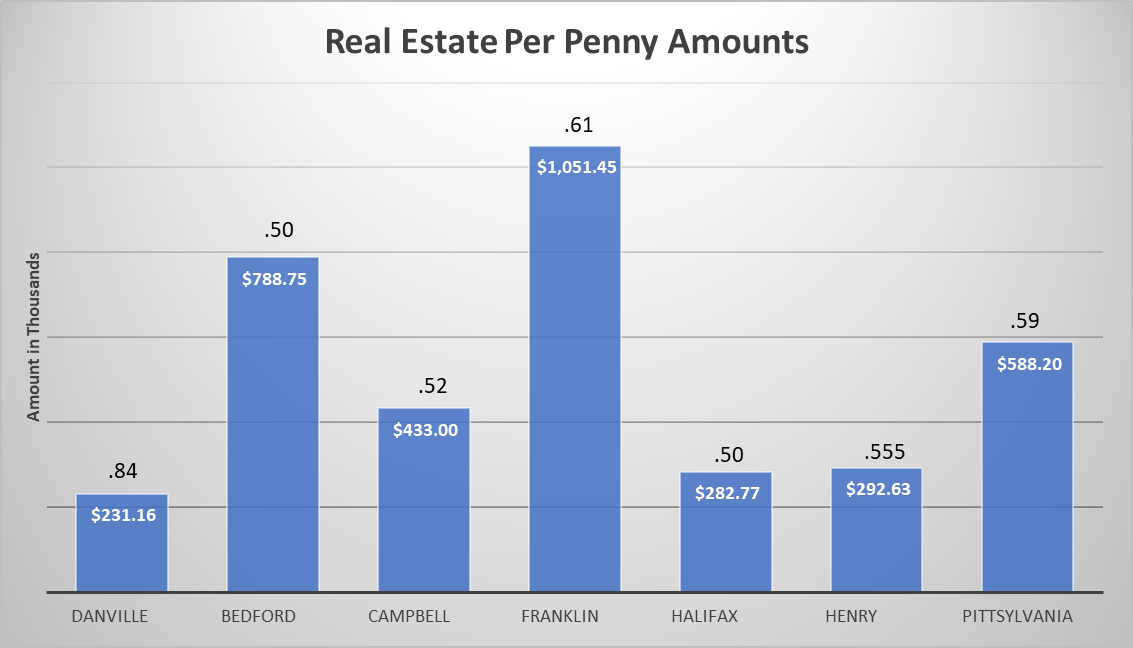 Real Estate Per Penny Amounts
Amount in Thousands
.84
$231.16
.50
$788.75
.52
$433.00
.61
$1,051.45
.50
$282.77
.555
$292.63
.59
$588.20
DANVILLE
BEDFORD
CAMPBELL
FRANKLIN
HALIFAX
HENRY
PITTSYLVANIA